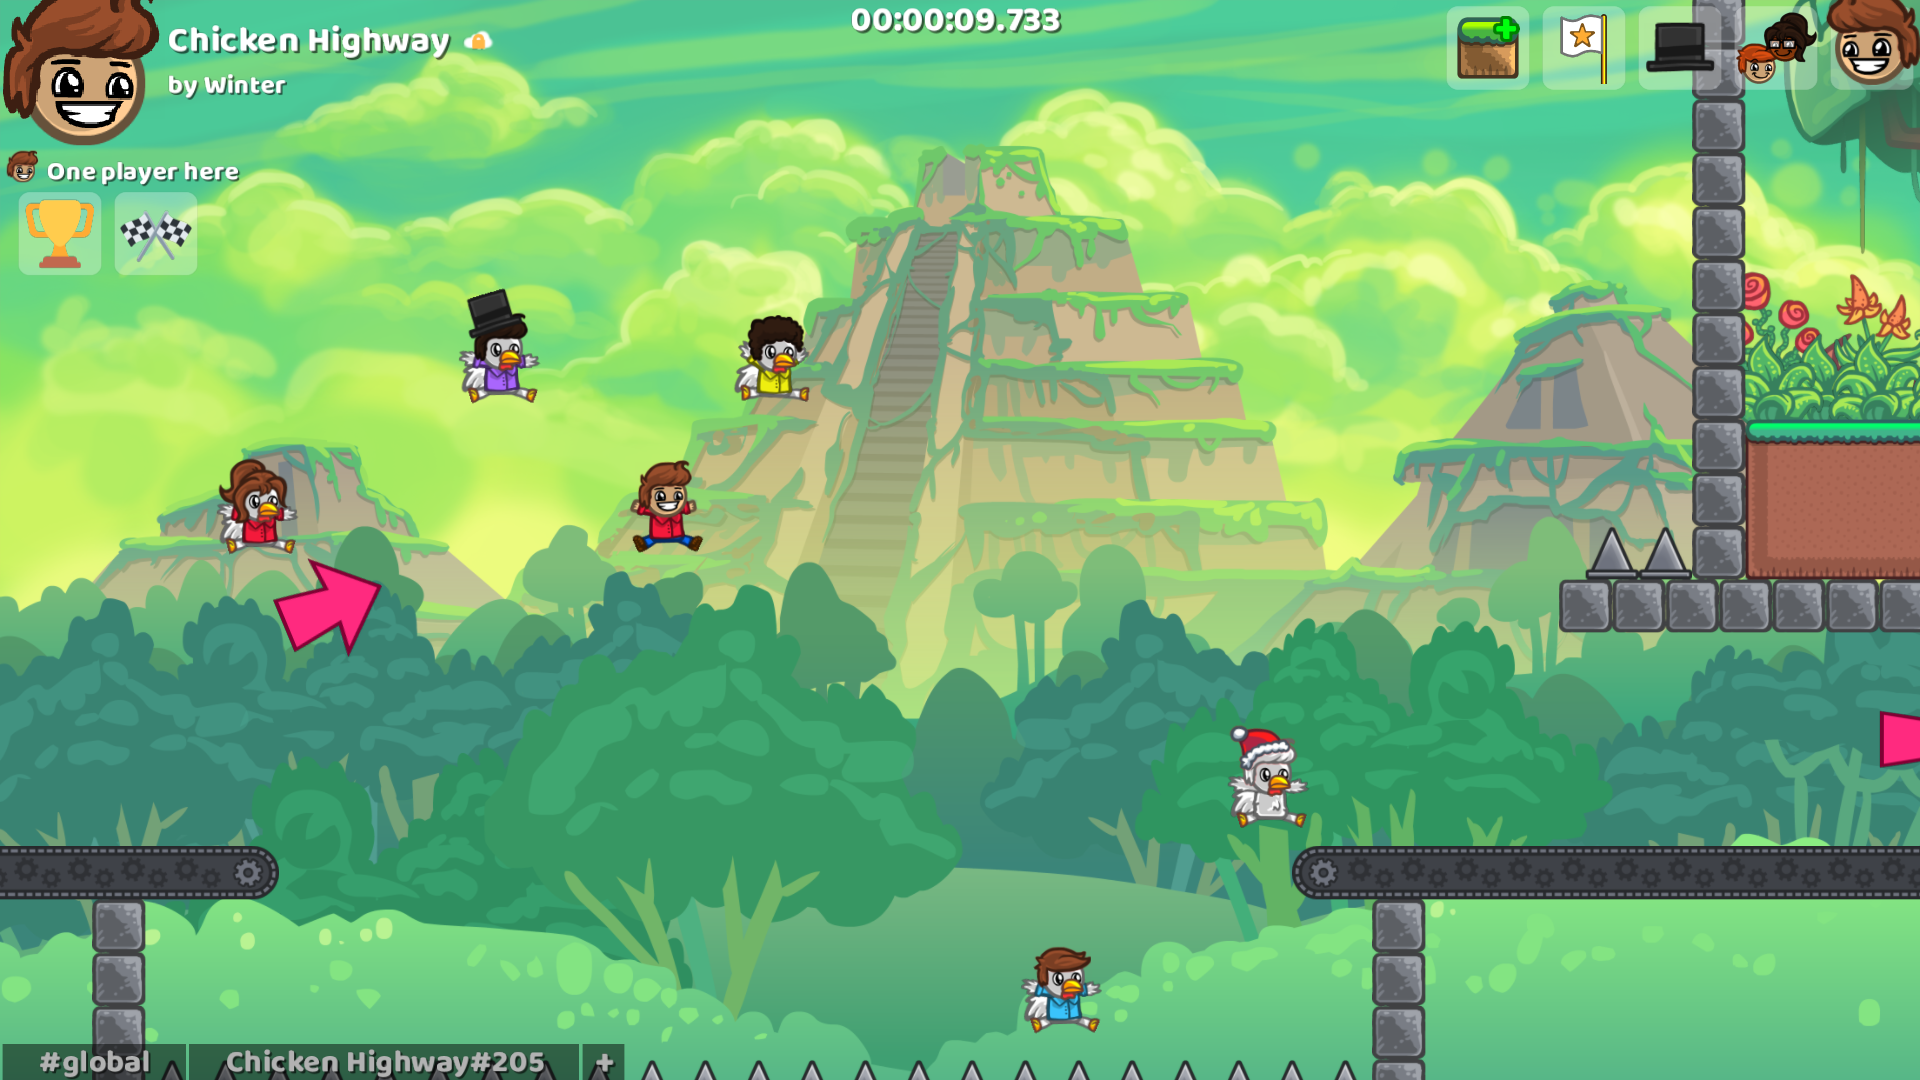 Chicken Highway
by Winter
00:00:09.733
One player here
#global
Chicken Highway#205
+